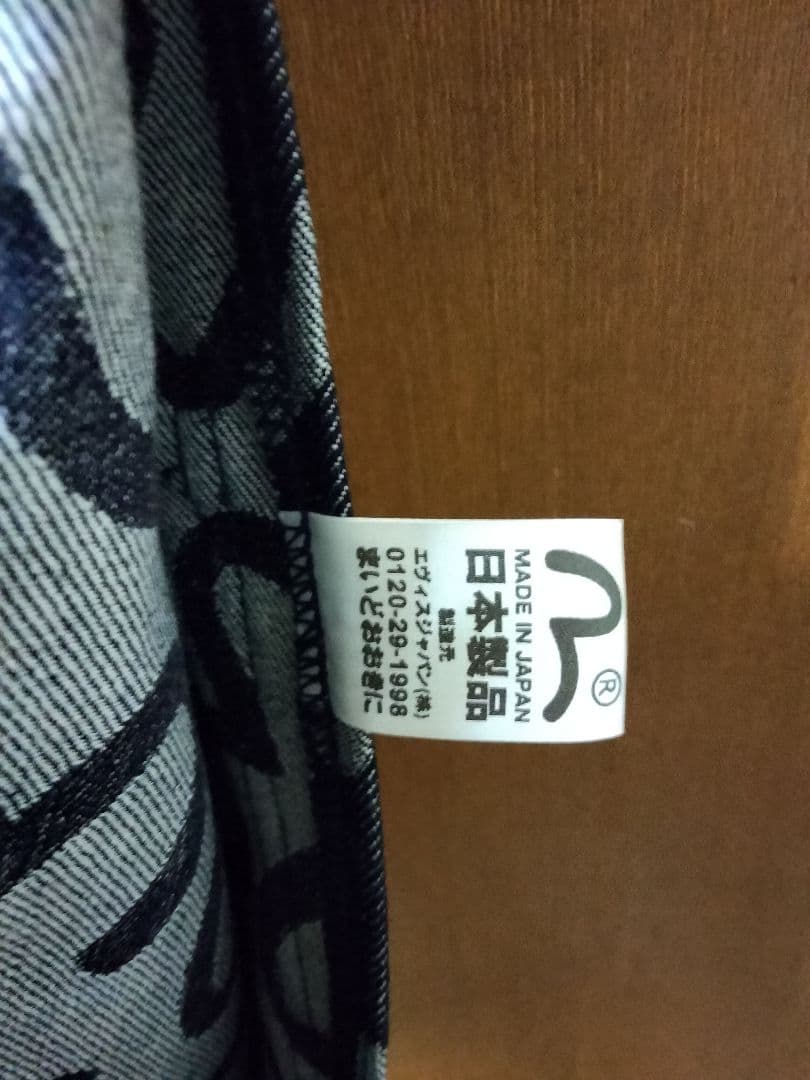 ®
MADE IN JAPAN
日本製品
製造元
エヴィスジャパン(株)
0120-29-1998
まいどおおきに